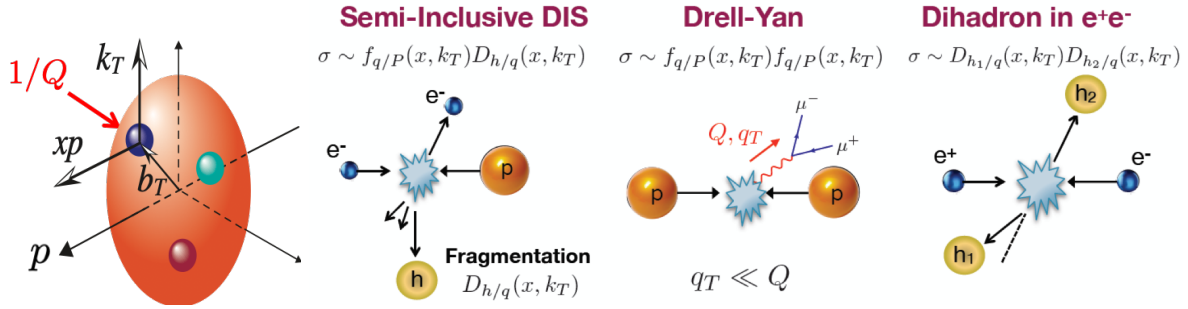 k_T
1/Q
xp
b_T
p
Semi-Inclusive DIS
σ ∼ f_{q/P}(x, k_T)D_{h/q}(x, k_T)
e-
e-
p
h
Fragmentation
D_{h/q}(x, k_T)
Drell-Yan
σ ∼ f_{q/P}(x, k_T)f_{q/P}(x, k_T)
μ⁻
Q, q_T
μ⁺
p
p
q_T ≪ Q
Dihadron in e+e-
σ ∼ D_{h_1/q}(x, k_T)D_{h_2/q}(x, k_T)
h₂
e+
e-
h₁